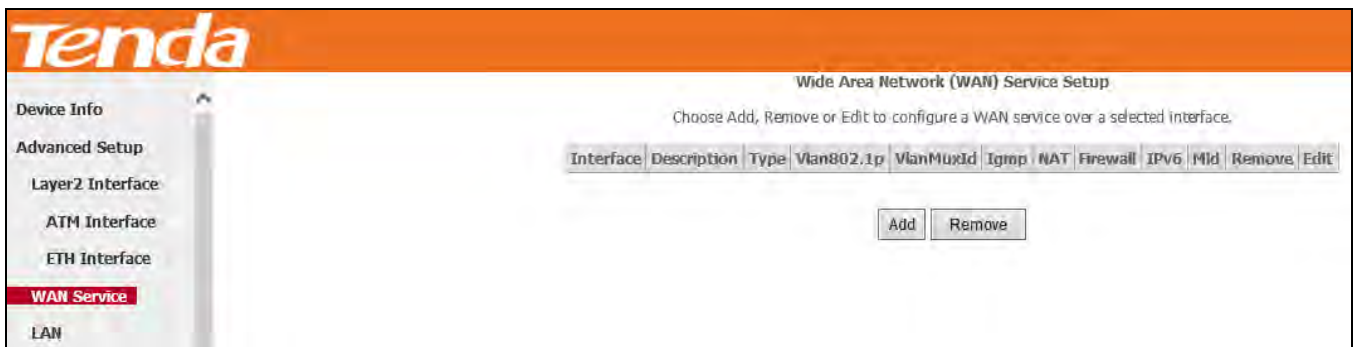 Tenda
Wide Area Network (WAN) Service Setup
Choose Add, Remove or Edit to configure a WAN service over a selected interface.
Interface Description Type Vlan802.1p VlanMuxId Igmp NAT Firewall IPv6 Mld Remove Edit
Add Remove
Device Info
Advanced Setup
Layer2 Interface
ATM Interface
ETH Interface
WAN Service
LAN